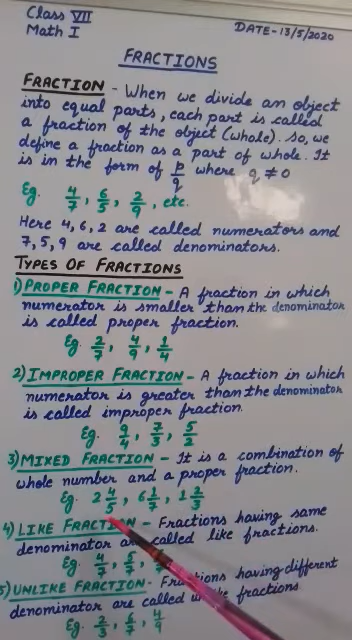 Class VII
Math I
DATE-13/5/2020
FRACTIONS
FRACTION - When we divide an object
into equal parts, each part is called
a fraction of the object (whole). So, we
define a fraction as a part of whole. It
is in the form of p/q where q ≠ 0
Eg. 4/7, 6/5, 2/9, etc.
Here 4, 6, 2 are called numerators and
7, 5, 9 are called denominators.
TYPES OF FRACTIONS
1) PROPER FRACTION - A fraction in which
numerator is smaller than the denominator
is called proper fraction.
Eg. 2/7, 4/9, 1/4
2) IMPROPER FRACTION - A fraction in which
numerator is greater than the denominator
is called improper fraction.
Eg. 9/4, 7/3, 5/2
3) MIXED FRACTION - It is a combination of
whole number and a proper fraction.
Eg. 2 4/5, 6 1/7, 1 2/3
4) LIKE FRACTION - Fractions having same
denominator are called like fractions.
Eg. 4/7, 5/7,
5) UNLIKE FRACTION - Fractions having different
denominator are called unlike fractions.
Eg. 2/3, 6/7, 4/9